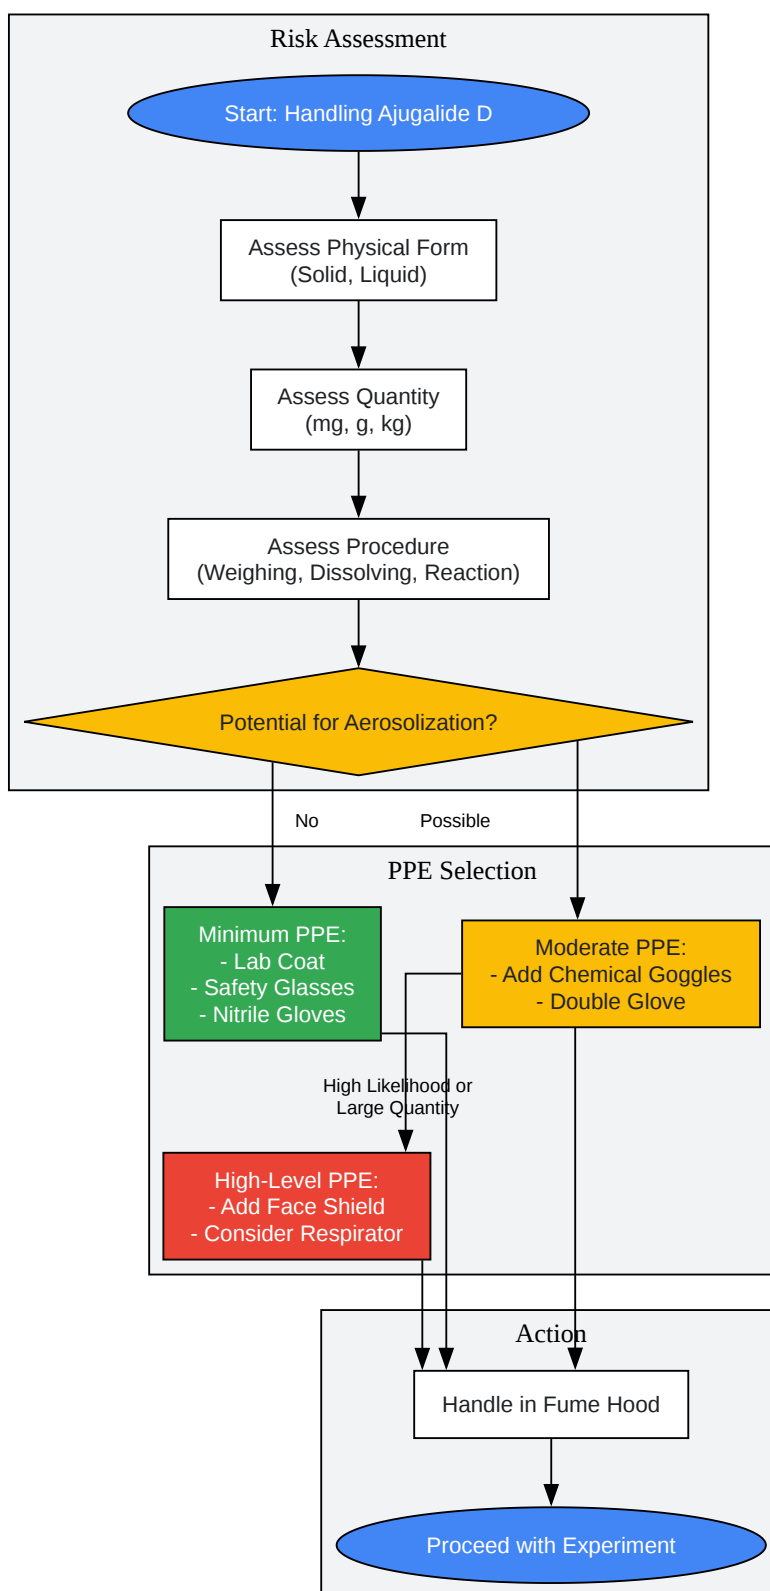 Risk Assessment
Start: Handling Ajugalide D
Assess Physical Form
(Solid, Liquid)
Assess Quantity
(mg, g, kg)
Assess Procedure
(Weighing, Dissolving, Reaction)
Potential for Aerosolization?
No
Possible
PPE Selection
Minimum PPE:
- Lab Coat
- Safety Glasses
- Nitrile Gloves
Moderate PPE:
- Add Chemical Goggles
- Double Glove
High Likelihood or
Large Quantity
High-Level PPE:
- Add Face Shield
- Consider Respirator
Action
Handle in Fume Hood
Proceed with Experiment